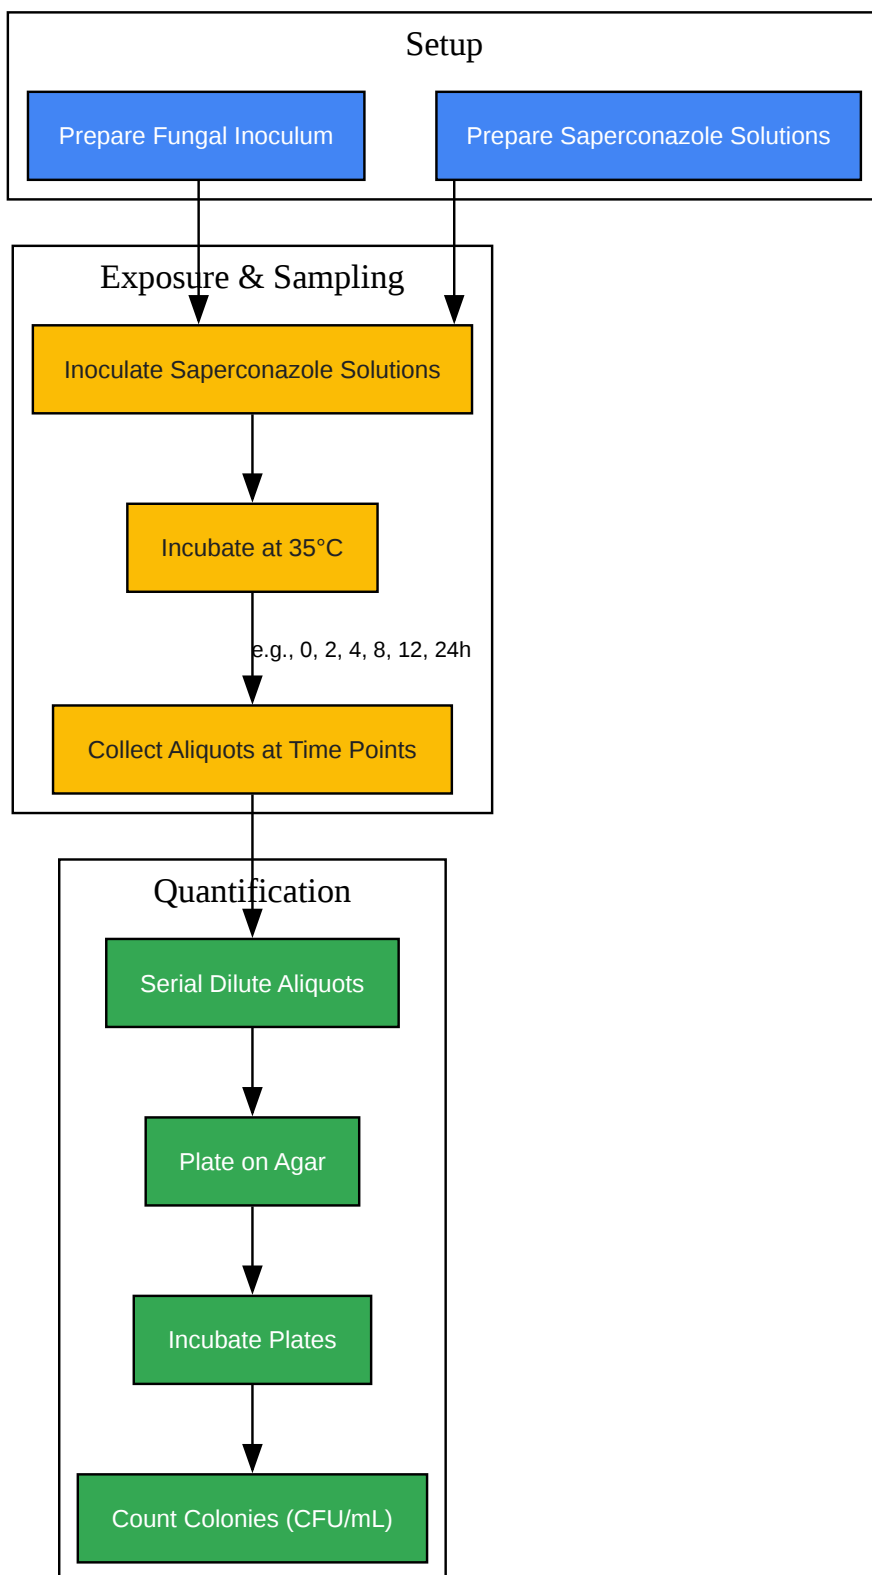 Setup
Prepare Fungal Inoculum
Prepare Saperconazole Solutions
Exposure & Sampling
Inoculate Saperconazole Solutions
Incubate at 35°C
e.g., 0, 2, 4, 8, 12, 24h
Collect Aliquots at Time Points
Quantification
Serial Dilute Aliquots
Plate on Agar
Incubate Plates
Count Colonies (CFU/mL)